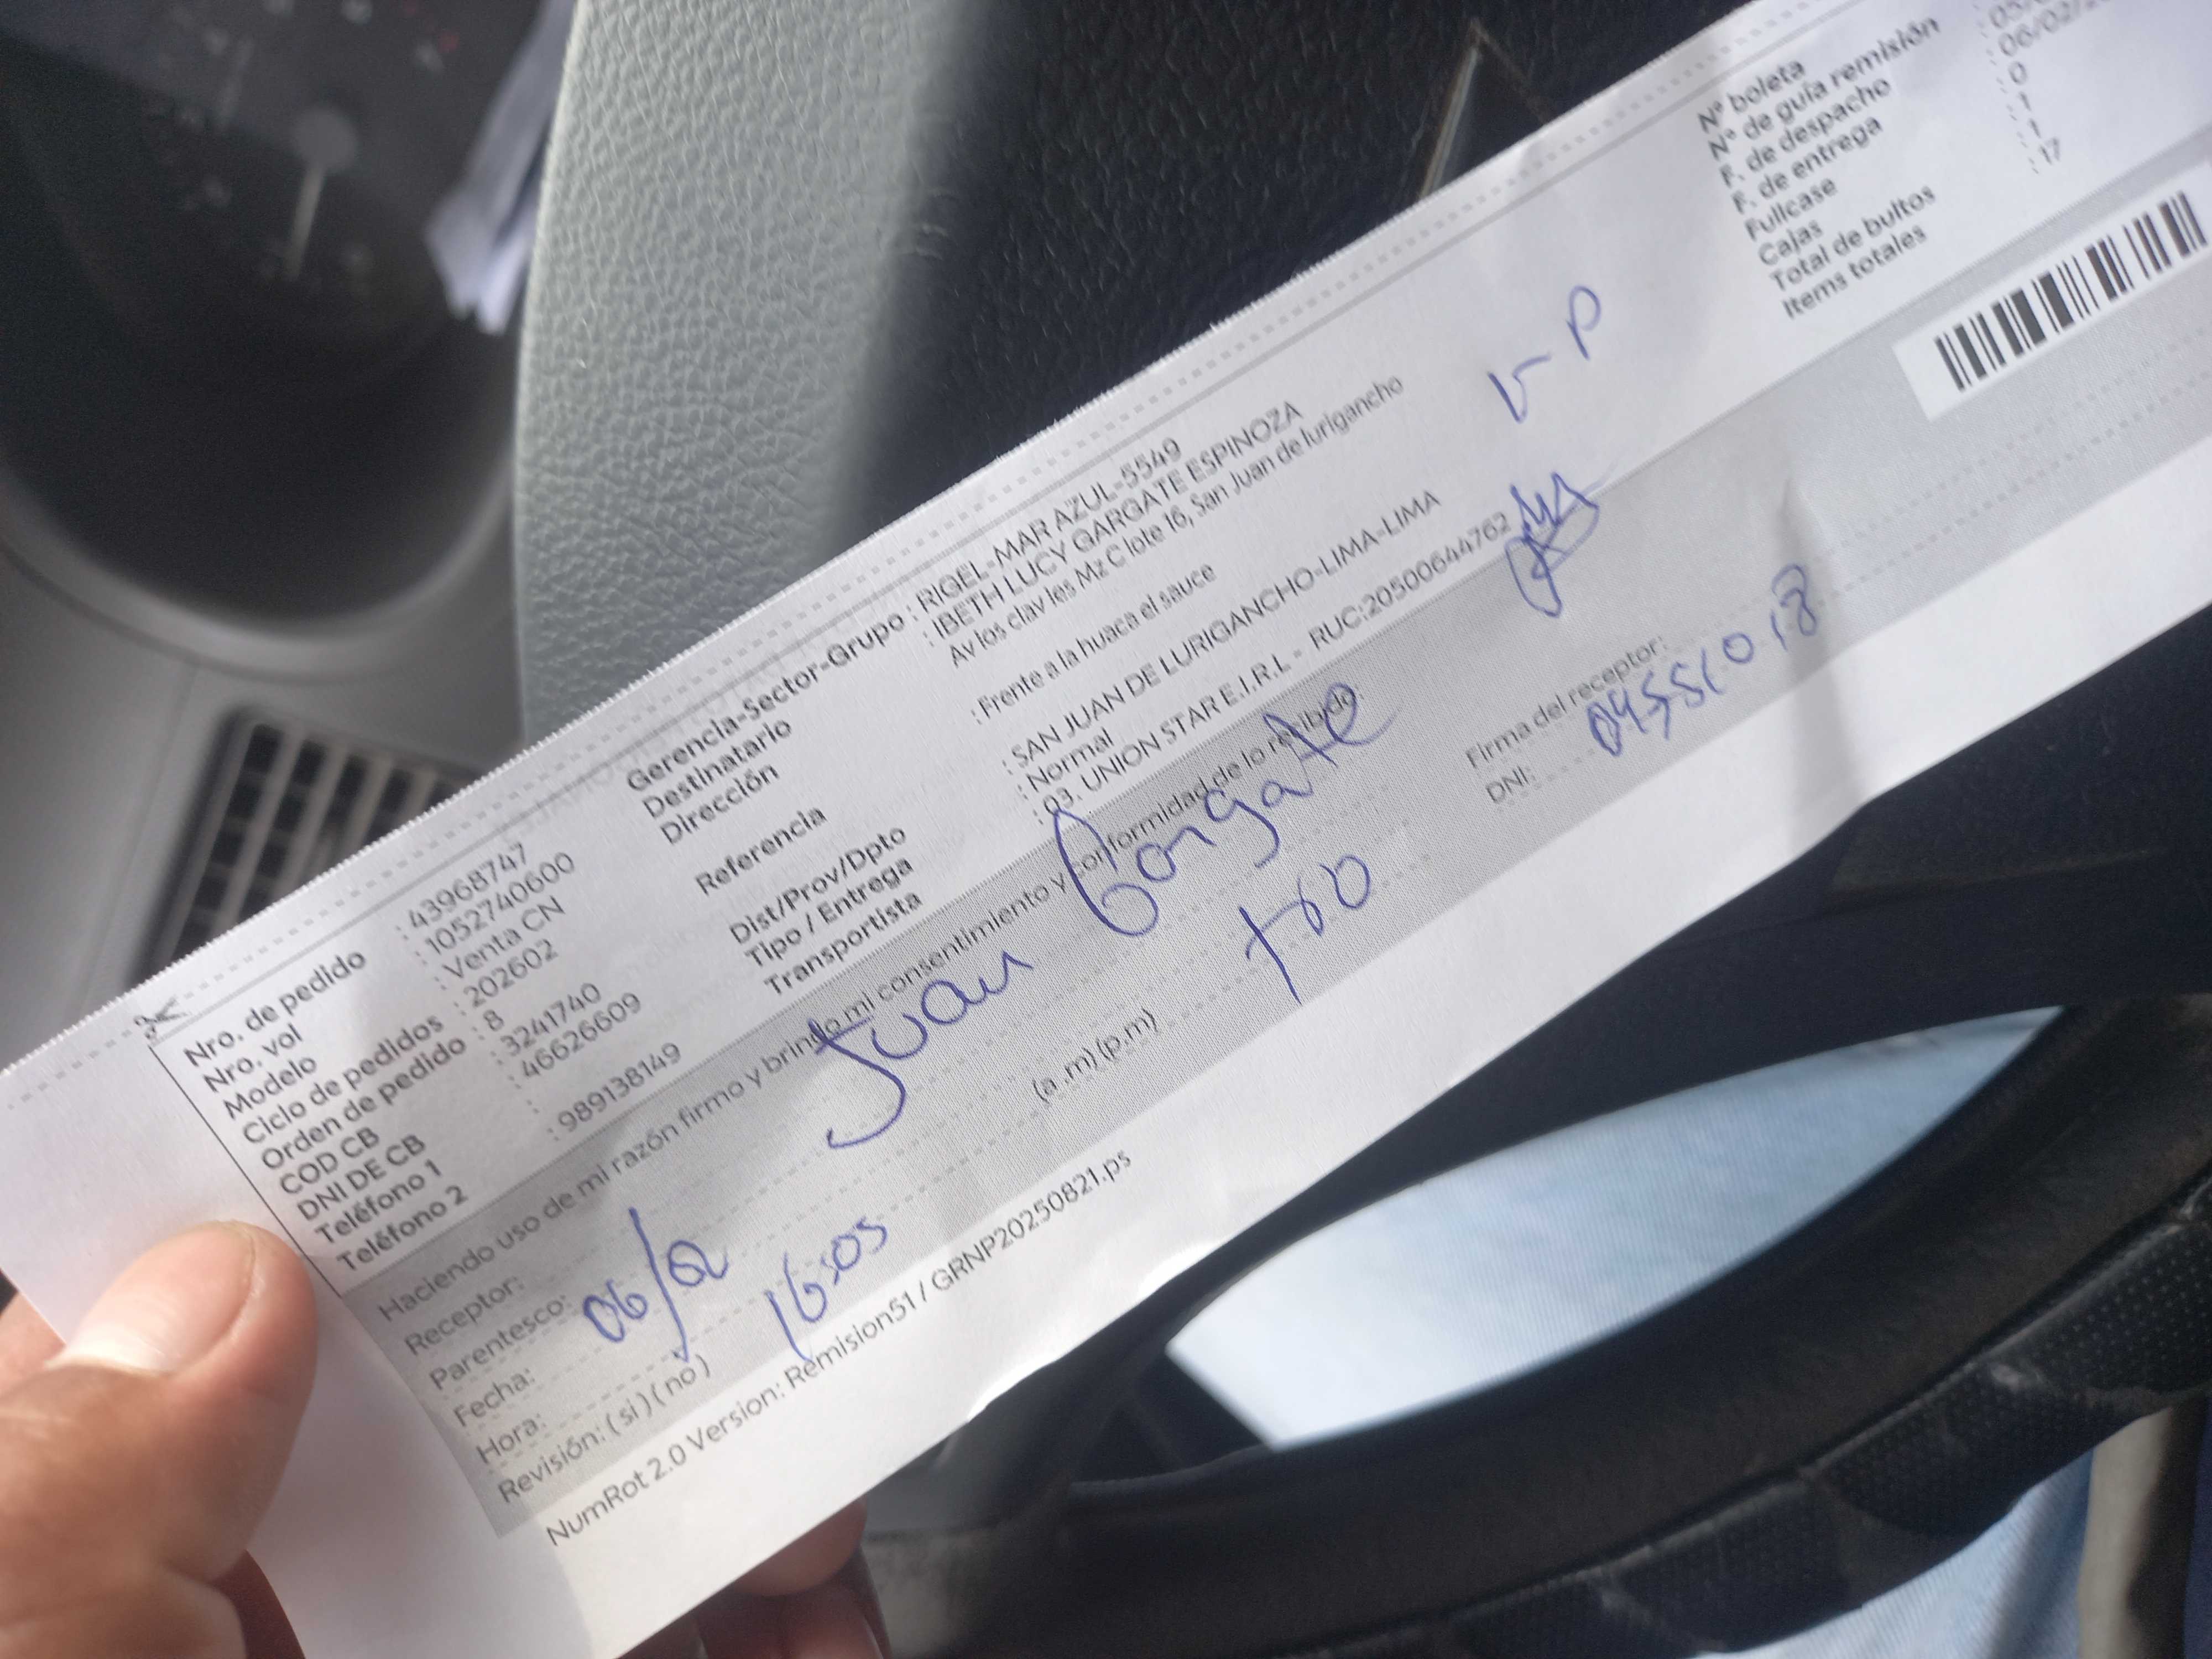 Nro. de pedido : 43968747
Nro. vol : 1052740600
Modelo : Venta CN
Ciclo de pedidos : 202602
Orden de pedido : 8
COD CB : 3241740
DNI DE CB : 46626609
Teléfono 1 :
Teléfono 2 : 989138149
Gerencia-Sector-Grupo : RIGEL-MAR AZUL-5549
Destinatario : IBETH LUCY GARGATE ESPINOZA
Dirección : Av los clav les Mz C lote 16, San Juan de lurigancho
Referencia : Frente a la huaca el sauce
Dist/Prov/Dpto : SAN JUAN DE LURIGANCHO-LIMA-LIMA
Tipo / Entrega : Normal
Transportista : 03. UNION STAR E.I.R.L - RUC:20500644762
Nº boleta
Nº de guía remisión
F. de despacho
F. de entrega : 06/02/
Fullcase : 0
Cajas : 1
Total de bultos : 1
Items totales : 17
V-P
Haciendo uso de mi razón firmo y brindo mi consentimiento y conformidad de lo recibido.
Receptor: Juan Gargate
Parentesco: tio
Fecha: 06/02
Hora: 16:05 (a .m) (p.m)
Revisión: ( si ) ( no )
Firma del receptor:
DNI:
NumRot 2.0 Version: Remision51 / GRNP20250821.ps